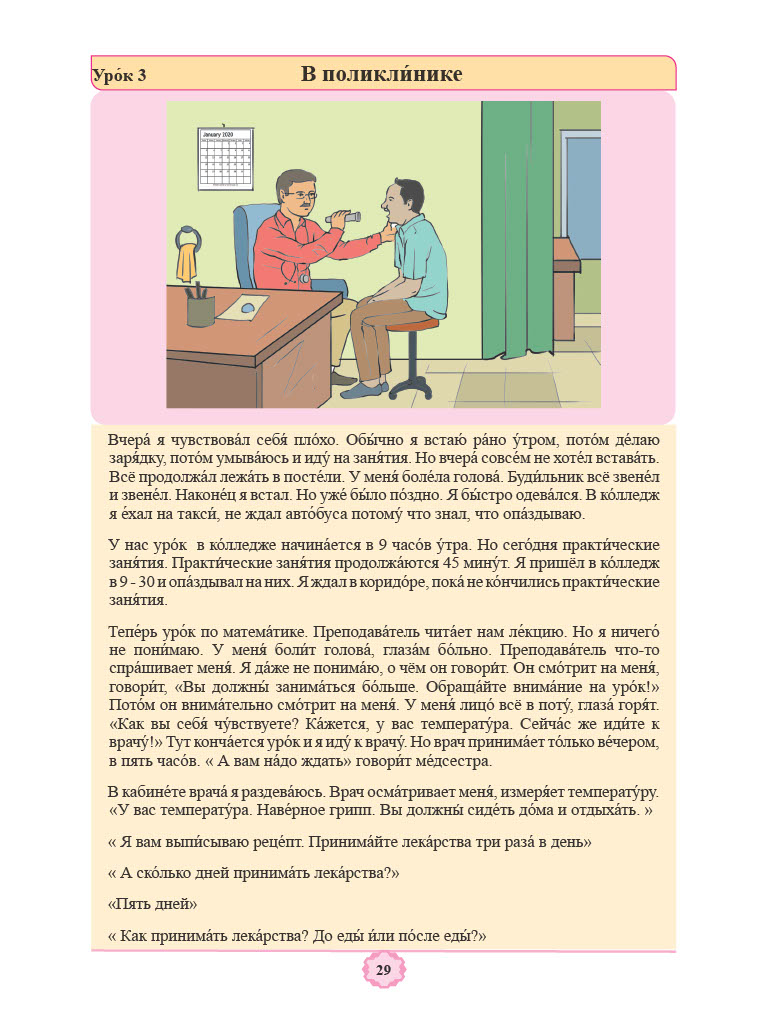 Уро́к 3
В поликли́нике
January 2020
Вчера́ я чу́вствовал себя́ пло́хо. Обы́чно я встаю́ ра́но у́тром, пото́м де́лаю
заря́дку, пото́м умыва́юсь и иду́ на заня́тия. Но вчера́ совсе́м не хоте́л встава́ть.
Всё продолжа́л лежа́ть в посте́ли. У меня́ боле́ла голова́. Буди́льник всё звене́л
и звене́л. Наконе́ц я встал. Но уже́ бы́ло по́здно. Я бы́стро одева́лся. В ко́лледж
я е́хал на такси́, не ждал авто́буса потому́ что знал, что опа́здываю.
У нас уро́к в ко́лледже начина́ется в 9 часо́в у́тра. Но сего́дня практи́ческие
заня́тия. Практи́ческие заня́тия продолжа́ются 45 мину́т. Я пришёл в ко́лледж
в 9 - 30 и опа́здывал на них. Я ждал в коридо́ре, пока́ не ко́нчились практи́ческие
заня́тия.
Тепе́рь уро́к по матема́тике. Преподава́тель чита́ет нам ле́кцию. Но я ничего́
не пони́маю. У меня́ боли́т голова́, глаза́м бо́льно. Преподава́тель что-то
спра́шивает меня́. Я да́же не понима́ю, о чём он говори́т. Он смо́трит на меня́,
говори́т, «Вы должны́ занима́ться бо́льше. Обраща́йте внима́ние на уро́к!»
Пото́м он внима́тельно смо́трит на меня́. У меня́ лицо́ всё в поту́, глаза́ горя́т.
«Как вы себя́ чу́вствуете? Ка́жется, у вас температу́ра. Сейча́с же иди́те к
врачу́!» Тут конча́ется уро́к и я иду́ к врачу́. Но врач принима́ет то́лько ве́чером,
в пять часо́в. « А вам на́до ждать» говори́т ме́дсестра.
В кабине́те врача́ я раздева́юсь. Врач осма́тривает меня́, измеря́ет температу́ру.
«У вас температу́ра. Наве́рное грипп. Вы должны́ сиде́ть до́ма и отдыха́ть. »
« Я вам выпи́сываю реце́пт. Принима́йте лека́рства три раза́ в день»
« А ско́лько дней принима́ть лека́рства?»
«Пять дней»
« Как принима́ть лека́рства? До еды́ и́ли по́сле еды́?»
29